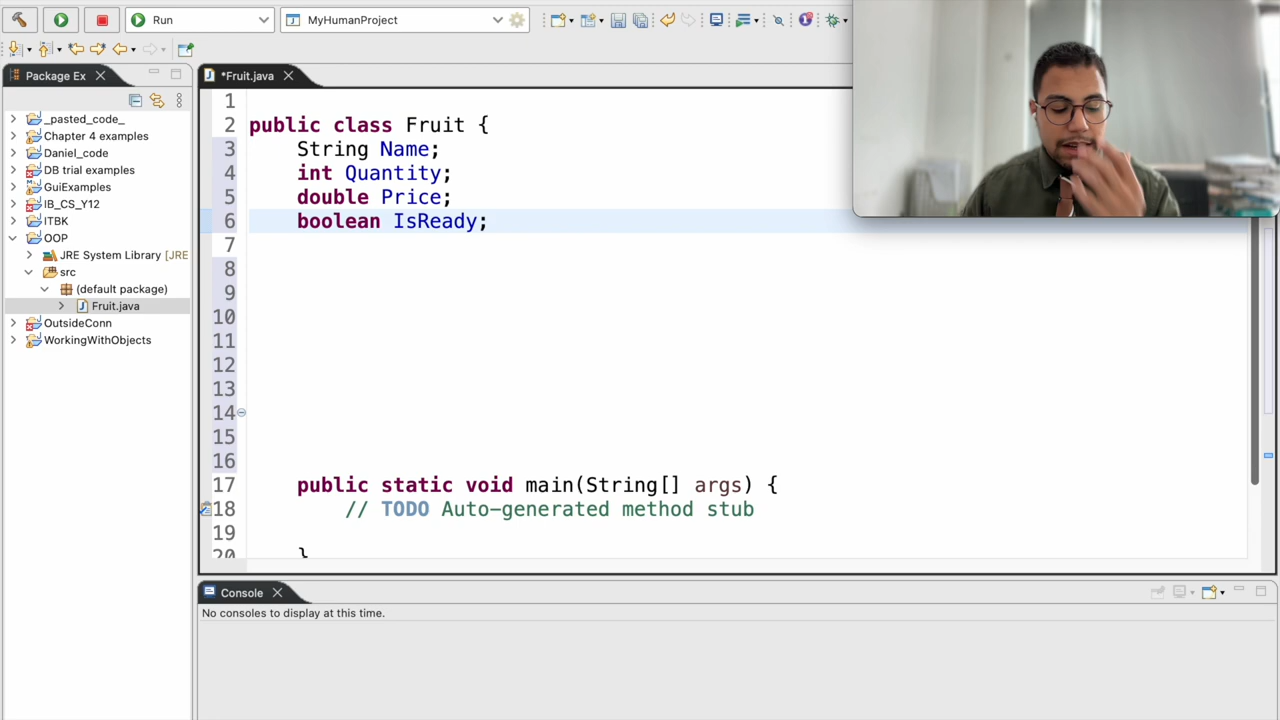 Run
MyHumanProject
Package Ex
*Fruit.java
_pasted_code_
Chapter 4 examples
Daniel_code
DB trial examples
GuiExamples
IB_CS_Y12
ITBK
OOP
JRE System Library [JRE
src
(default package)
Fruit.java
OutsideConn
WorkingWithObjects
1
2 public class Fruit {
3 String Name;
4 int Quantity;
5 double Price;
6 boolean IsReady;
7
8
9
10
11
12
13
14
15
16
17 public static void main(String[] args) {
18 // TODO Auto-generated method stub
19
20 }
Console
No consoles to display at this time.